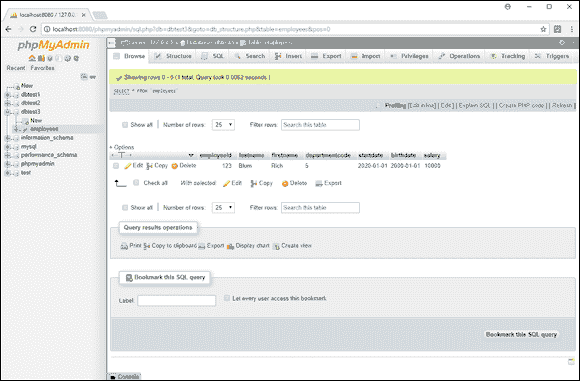 localhost:8080 / 127.0.
localhost:8080/phpmyadmin/sql.php?db=dbtest3&goto=db_structure.php&table=employees&pos=0
phpMyAdmin
Recent Favorites
New
dbtest1
dbtest2
dbtest3
New
employees
information_schema
mysql
performance_schema
phpmyadmin
test
Table: employees
Browse Structure SQL Search Insert Export Import Privileges Operations Tracking Triggers
Showing rows 0 - 0 (1 total, Query took 0.0062 seconds.)
SELECT * FROM `employees`
Profiling [Edit inline] [ Edit ] [ Explain SQL ] [ Create PHP code ] [ Refresh ]
Show all Number of rows: 25 Filter rows: Search this table
+ Options
employeeid lastname firstname departmentcode startdate birthdate salary
Edit Copy Delete 123 Blum Rich 5 2020-01-01 2000-01-01 10000
Check all With selected: Edit Copy Delete Export
Show all Number of rows: 25 Filter rows: Search this table
Query results operations
Print Copy to clipboard Export Display chart Create view
Bookmark this SQL query
Label: Let every user access this bookmark
Bookmark this SQL query
Console